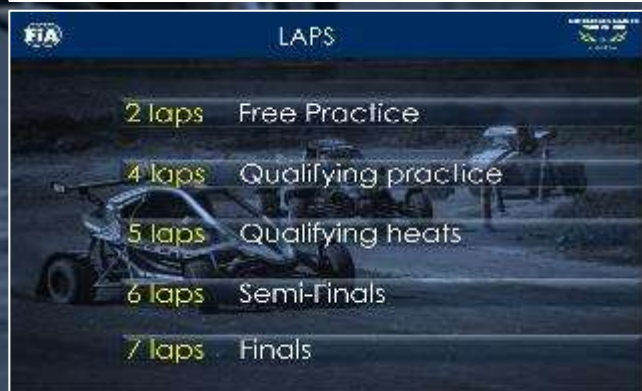 FiA
LAPS
2 laps Free Practice
4 laps Qualifying practice
5 laps Qualifying heats
6 laps Semi-Finals
7 laps Finals